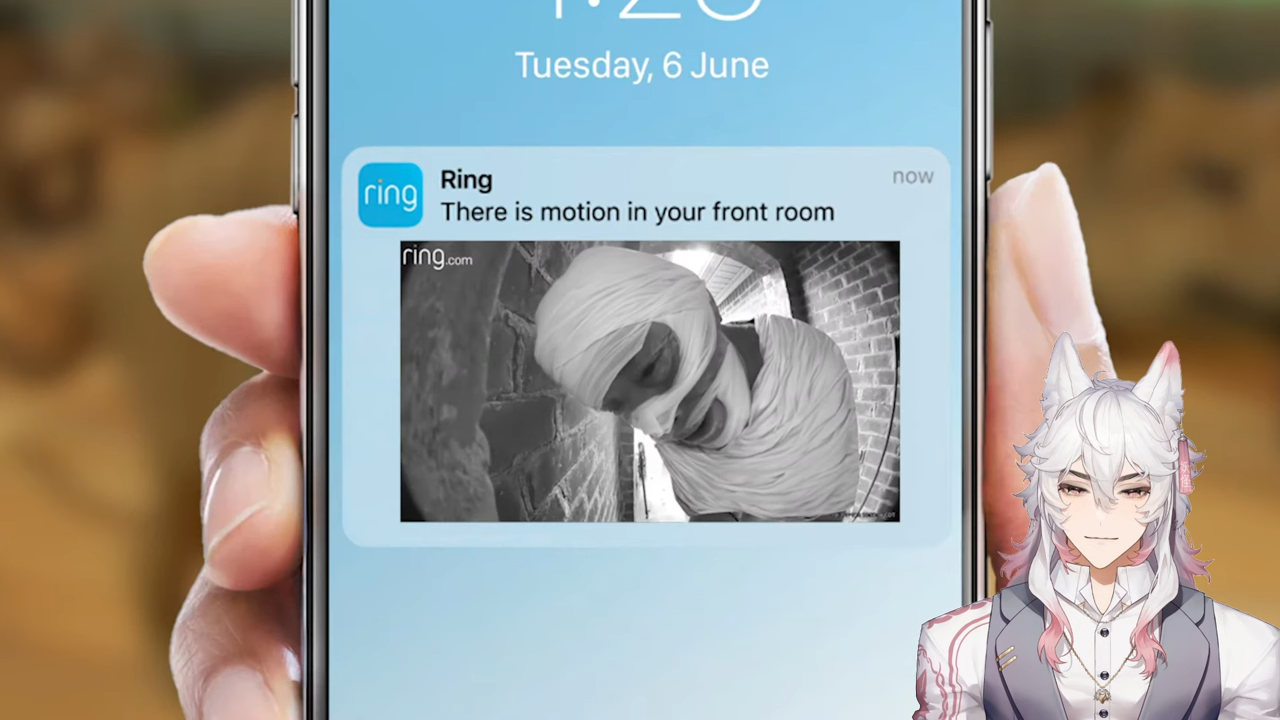 Tuesday, 6 June
ring
Ring
now
There is motion in your front room
ring.com